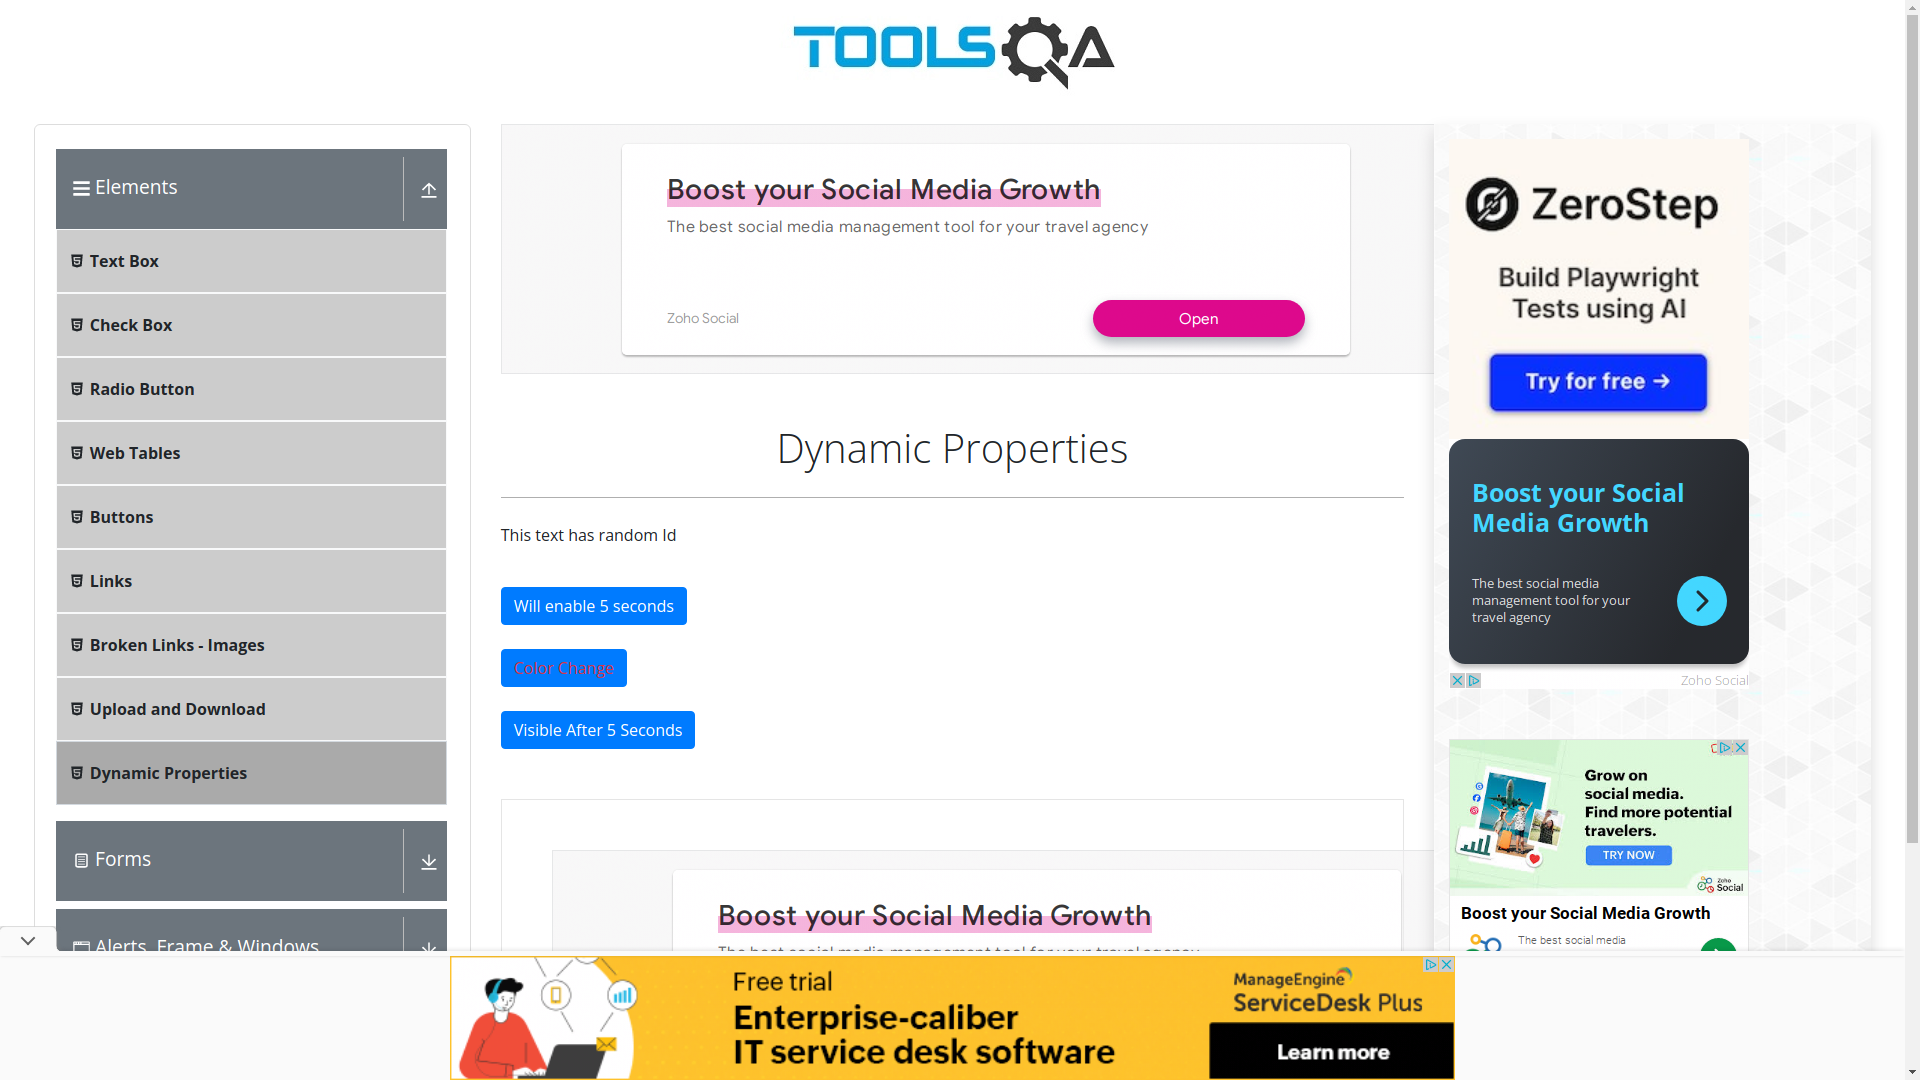 TOOLSQA
Elements
Text Box
Check Box
Radio Button
Web Tables
Buttons
Links
Broken Links - Images
Upload and Download
Dynamic Properties
Forms
Alerts, Frame & Windows
Boost your Social Media Growth
The best social media management tool for your travel agency
Zoho Social
Open
Dynamic Properties
This text has random Id
Will enable 5 seconds
Color Change
Visible After 5 Seconds
Boost your Social Media Growth
The best social media management tool for your travel agency
ZeroStep
Build Playwright
Tests using AI
Try for free →
Boost your Social
Media Growth
The best social media
management tool for your
travel agency
Zoho Social
Grow on
social media.
Find more potential
travelers.
TRY NOW
Zoho
Social
Boost your Social Media Growth
The best social media
Free trial
Enterprise-caliber
IT service desk software
ManageEngine
ServiceDesk Plus
Learn more